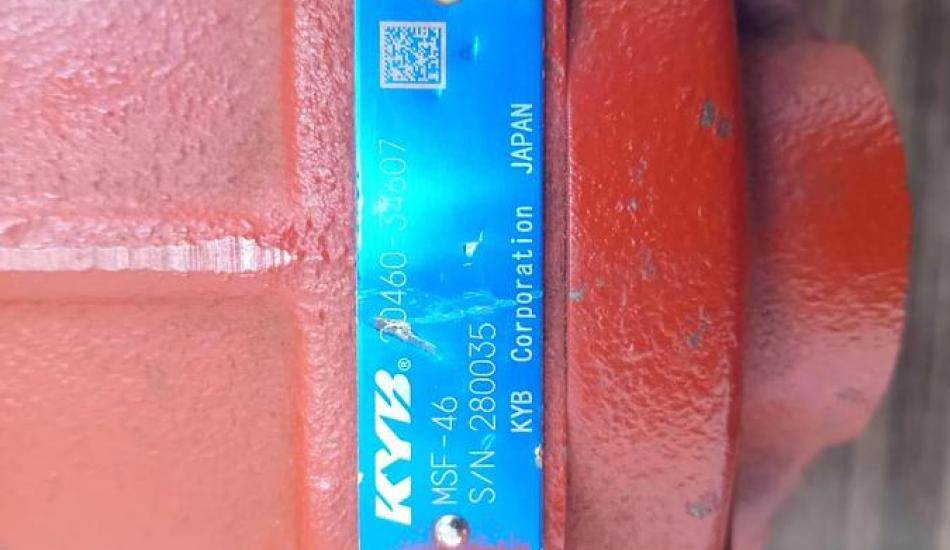 KYB® 20460-34607
MSF-46
S/N 280035
KYB Corporation JAPAN